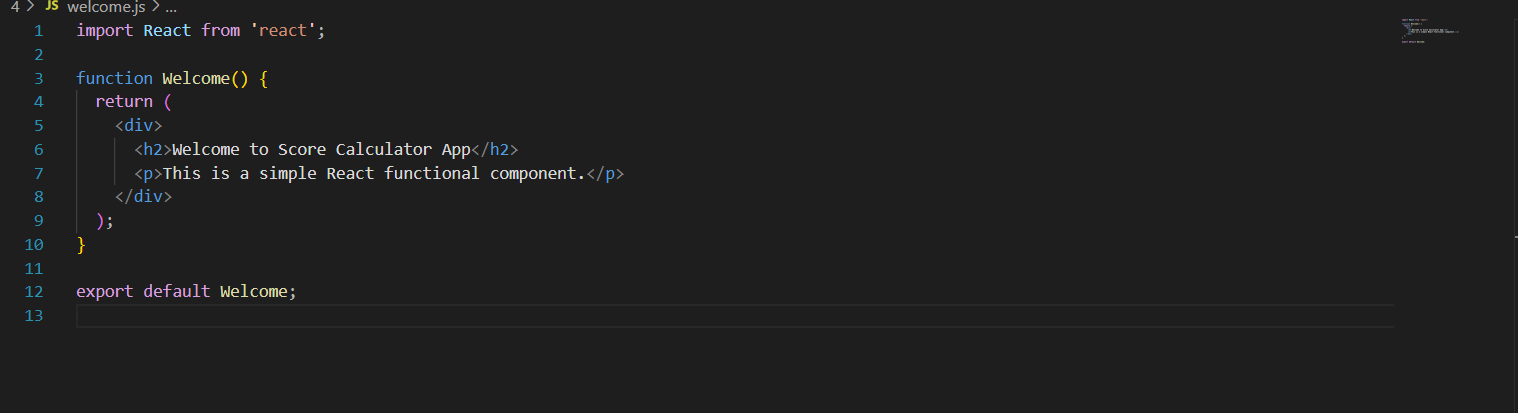 4 > JS welcome.js > ...
1 import React from 'react';
2
3 function Welcome() {
4   return (
5     <div>
6       <h2>Welcome to Score Calculator App</h2>
7       <p>This is a simple React functional component.</p>
8     </div>
9   );
10 }
11
12 export default Welcome;
13